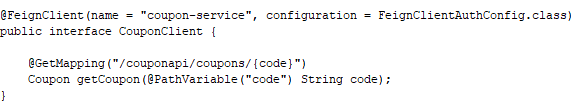 @FeignClient(name = "coupon-service", configuration = FeignClientAuthConfig.class)
public interface CouponClient {
    @GetMapping("/couponapi/coupons/{code}")
    Coupon getCoupon(@PathVariable("code") String code);
}